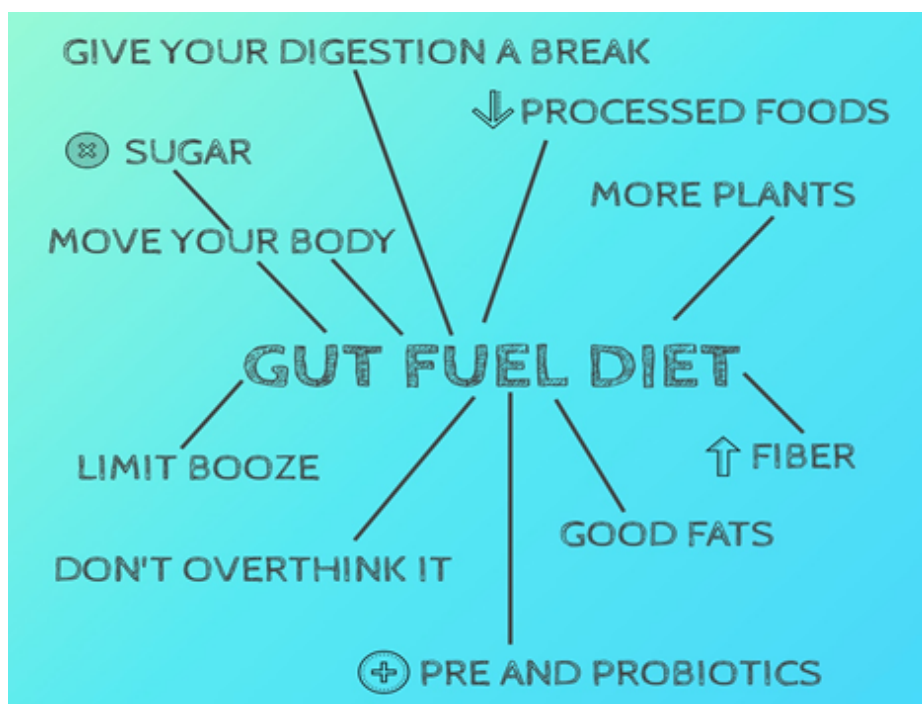 GIVE YOUR DIGESTION A BREAK
PROCESSED FOODS
SUGAR
MORE PLANTS
MOVE YOUR BODY
GUT FUEL DIET
LIMIT BOOZE
FIBER
GOOD FATS
DON'T OVERTHINK IT
PRE AND PROBIOTICS